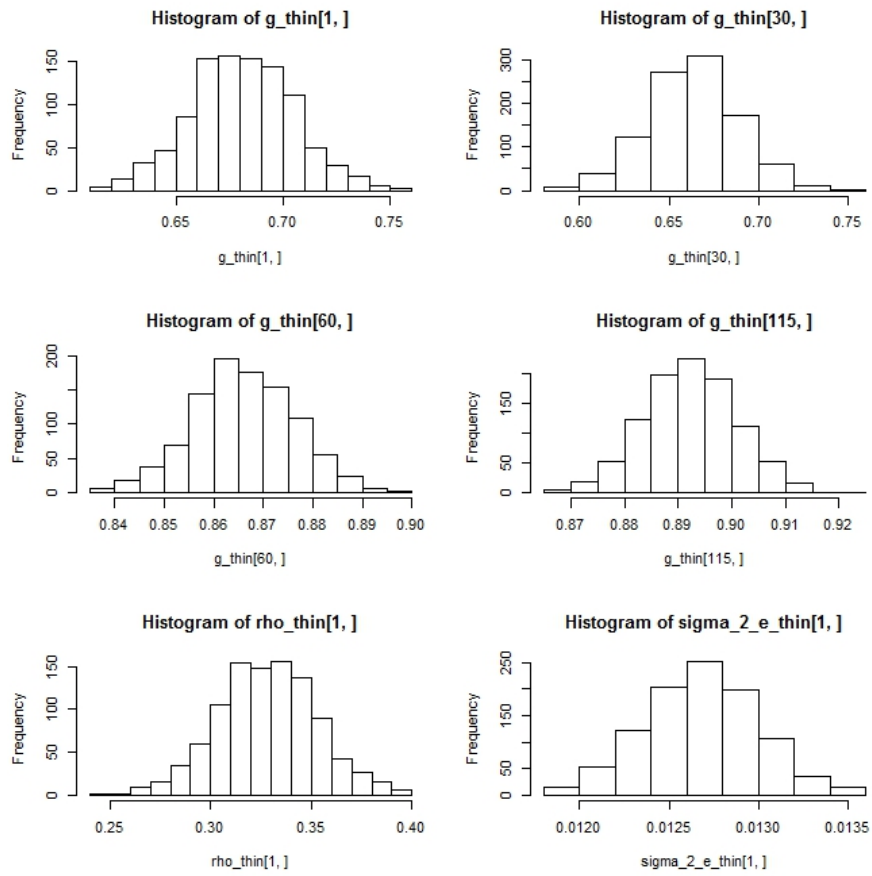 Histogram of g_thin[1, ]
Frequency
0 50 100 150
0.65 0.70 0.75
g_thin[1, ]
Histogram of g_thin[30, ]
Frequency
0 100 200 300
0.60 0.65 0.70 0.75
g_thin[30, ]
Histogram of g_thin[60, ]
Frequency
0 50 100 200
0.84 0.85 0.86 0.87 0.88 0.89 0.90
g_thin[60, ]
Histogram of g_thin[115, ]
Frequency
0 50 150
0.87 0.88 0.89 0.90 0.91 0.92
g_thin[115, ]
Histogram of rho_thin[1, ]
Frequency
0 50 100 150
0.25 0.30 0.35 0.40
rho_thin[1, ]
Histogram of sigma_2_e_thin[1, ]
Frequency
0 50 150 250
0.0120 0.0125 0.0130 0.0135
sigma_2_e_thin[1, ]